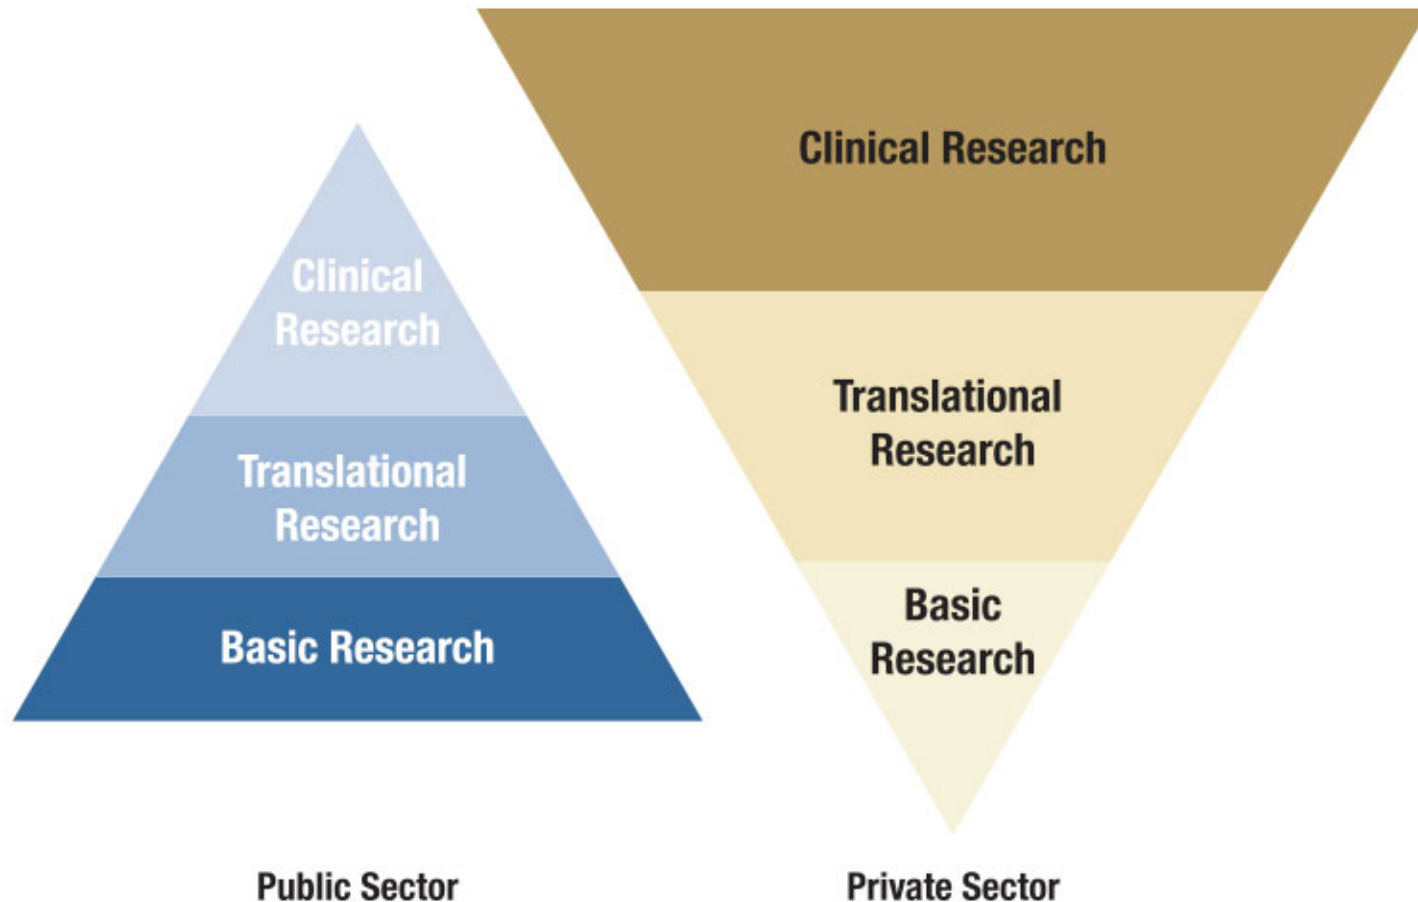 Clinical
Research
Translational
Research
Basic Research
Public Sector
Clinical Research
Translational
Research
Basic
Research
Private Sector